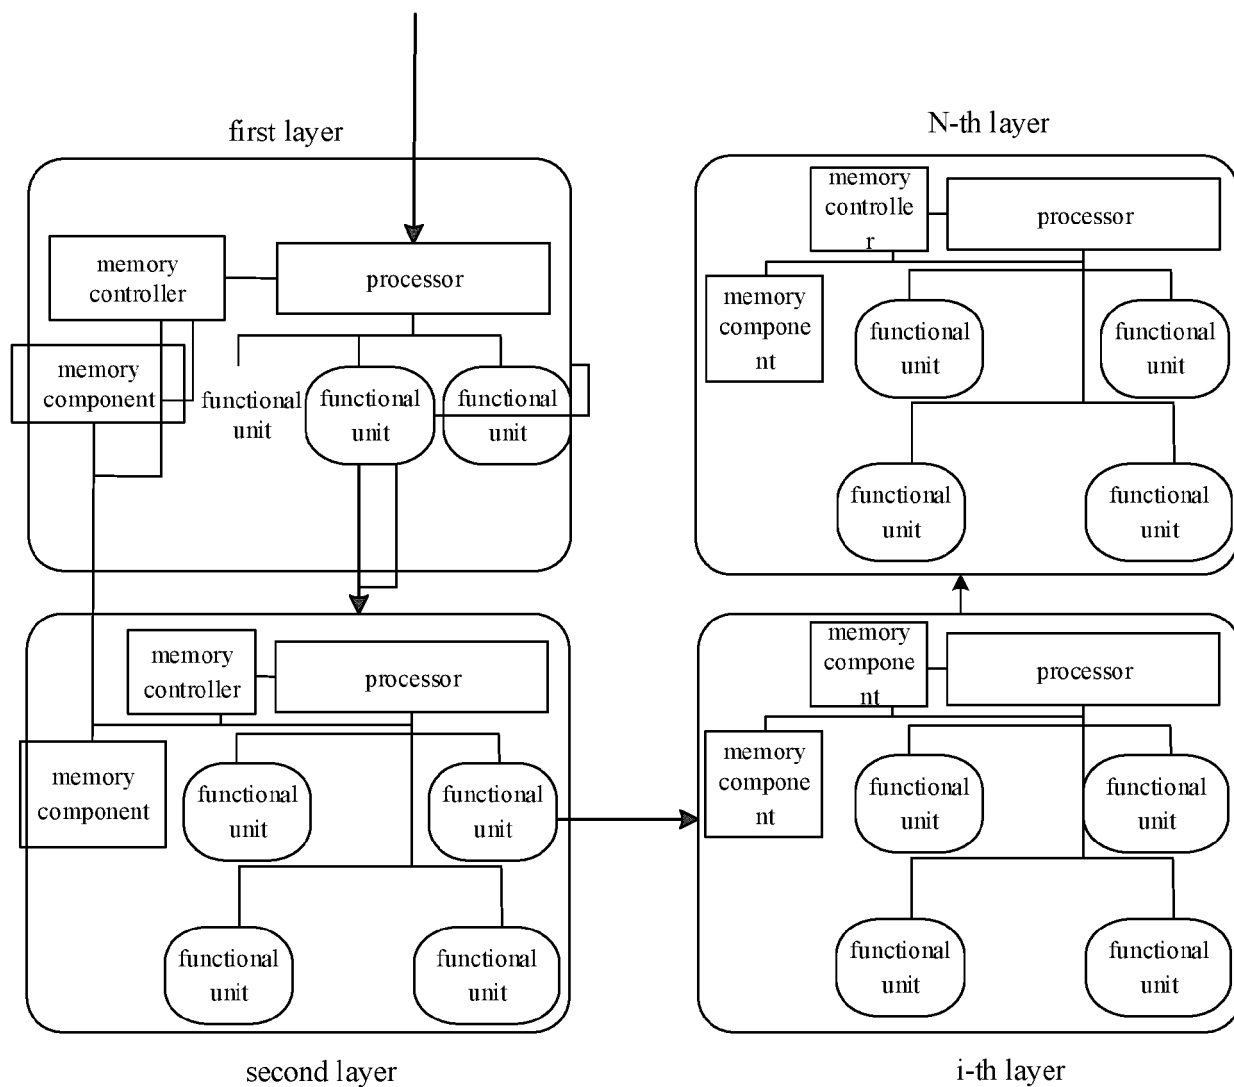 first layer
memory
controller
processor
memory
component
functional
unit
functional
unit
functional
unit
memory
controller
processor
memory
component
functional
unit
functional
unit
functional
unit
functional
unit
second layer
N-th layer
memory
controlle
r
processor
memory
compone
nt
functional
unit
functional
unit
functional
unit
functional
unit
memory
compone
nt
processor
memory
compone
nt
functional
unit
functional
unit
functional
unit
functional
unit
i-th layer